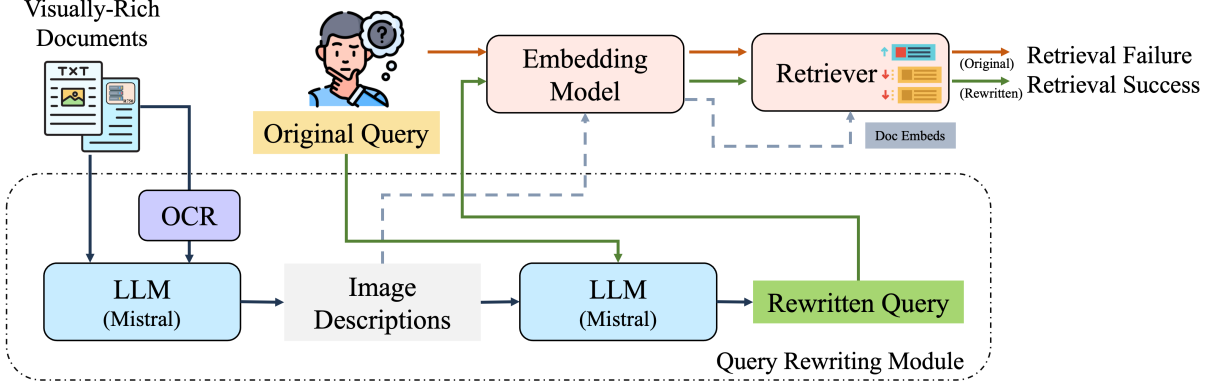 Visually-Rich
Documents
TXT
?
Original Query
Embedding
Model
Retriever
(Original)
Retrieval Failure
(Rewritten)
Retrieval Success
Doc Embeds
OCR
LLM
(Mistral)
Image
Descriptions
LLM
(Mistral)
Rewritten Query
Query Rewriting Module